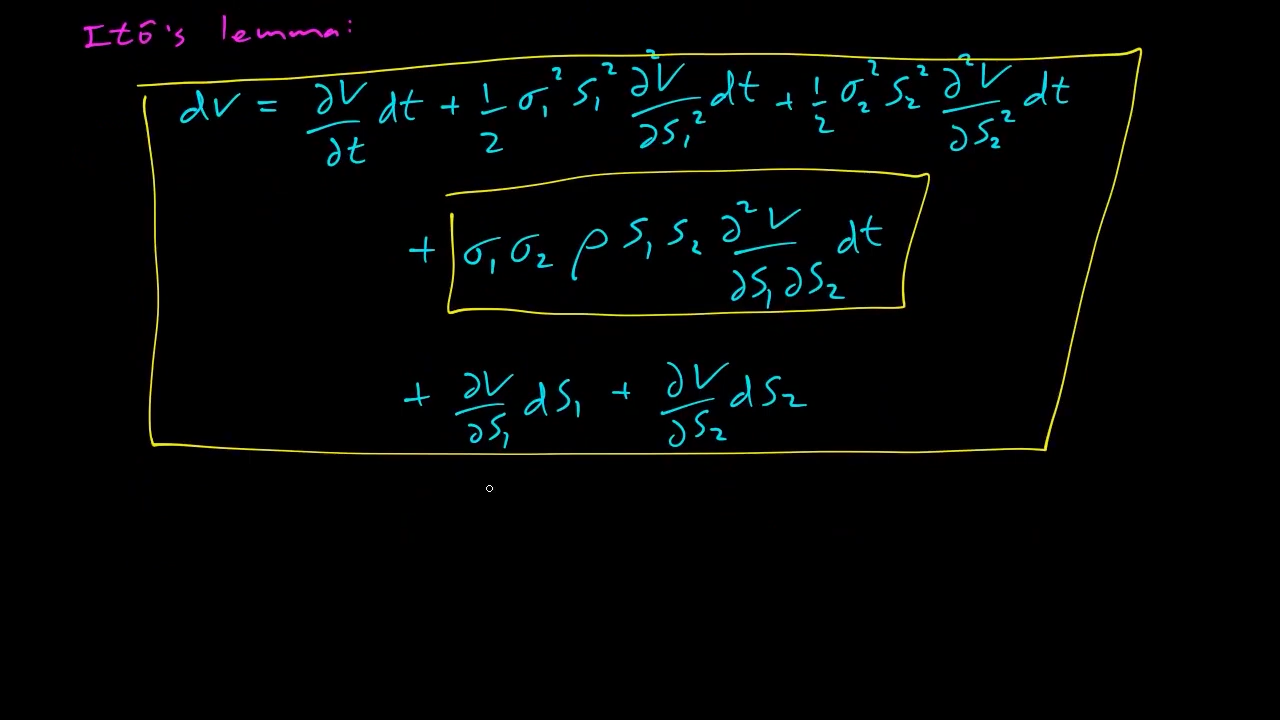 Itō's lemma:
dV = ∂V/∂t dt + 1/2 σ₁² S₁² ∂²V/∂S₁² dt + 1/2 σ₂² S₂² ∂²V/∂S₂² dt
+ σ₁ σ₂ ρ S₁ S₂ ∂²V/∂S₁∂S₂ dt
+ ∂V/∂S₁ dS₁ + ∂V/∂S₂ dS₂